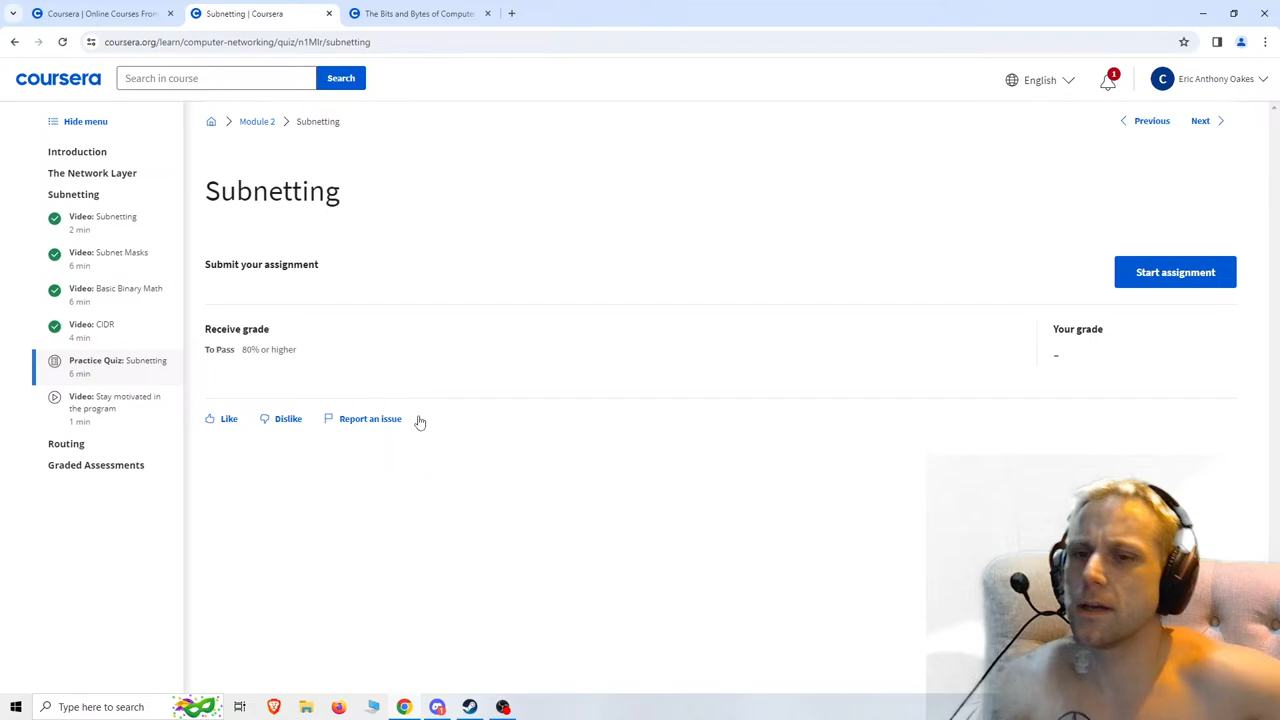 Coursera | Online Courses From
Subnetting | Coursera
The Bits and Bytes of Compute
coursera.org/learn/computer-networking/quiz/n1MIr/subnetting
coursera
Search in course
Search
English
1
C
Eric Anthony Oakes
Hide menu
Module 2
Subnetting
Previous
Next
Introduction
The Network Layer
Subnetting
Video: Subnetting
2 min
Video: Subnet Masks
6 min
Video: Basic Binary Math
6 min
Video: CIDR
4 min
Practice Quiz: Subnetting
6 min
Video: Stay motivated in
the program
1 min
Routing
Graded Assessments
Subnetting
Submit your assignment
Start assignment
Receive grade
To Pass 80% or higher
Your grade
–
Like
Dislike
Report an issue
Type here to search